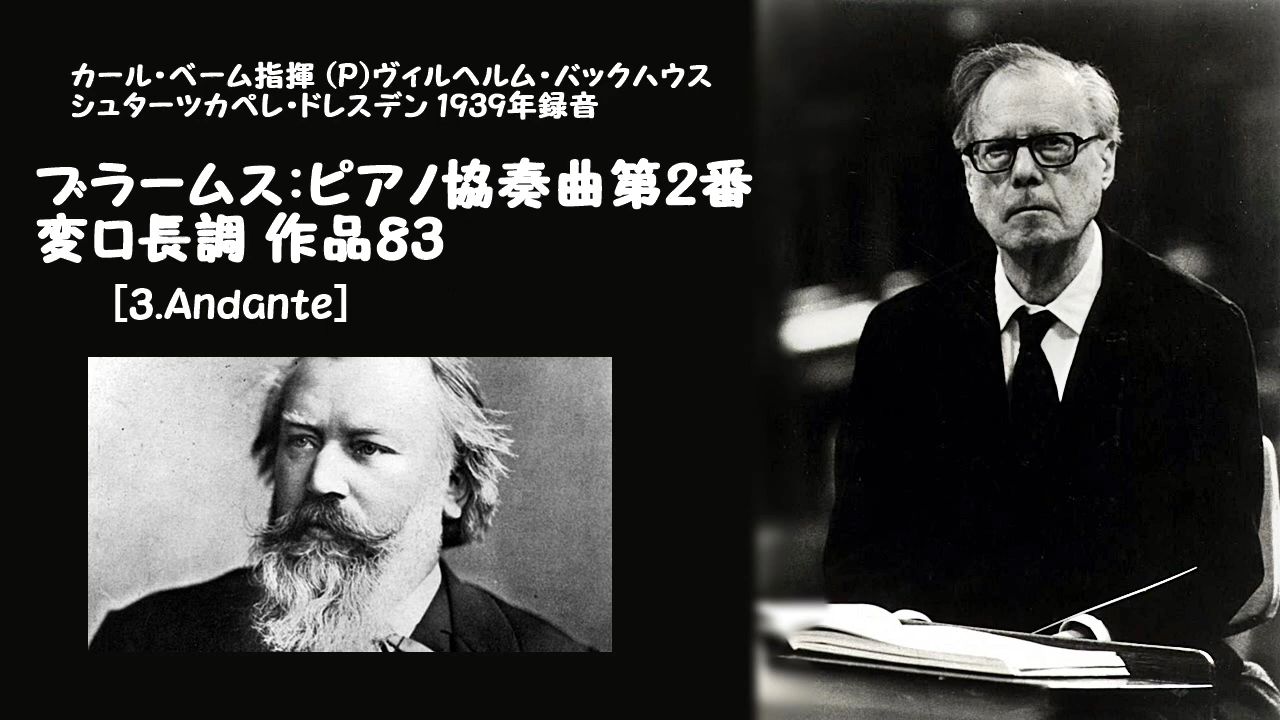 カール・ベーム指揮 (P)ヴィルヘルム・バックハウス
シュターツカペレ・ドレスデン 1939年録音
ブラームス:ピアノ協奏曲第2番
変ロ長調 作品83
[3.Andante]